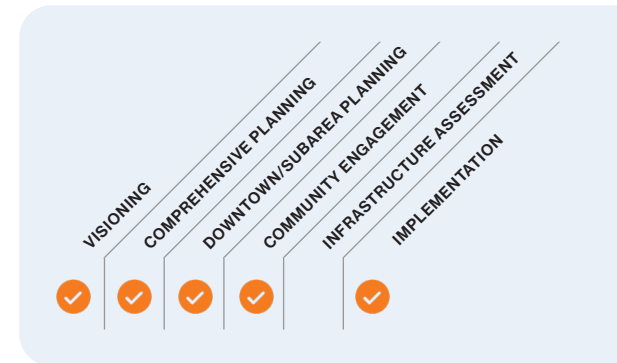 VISIONING
COMPREHENSIVE PLANNING
DOWNTOWN/SUBAREA PLANNING
COMMUNITY ENGAGEMENT
INFRASTRUCTURE ASSESSMENT
IMPLEMENTATION